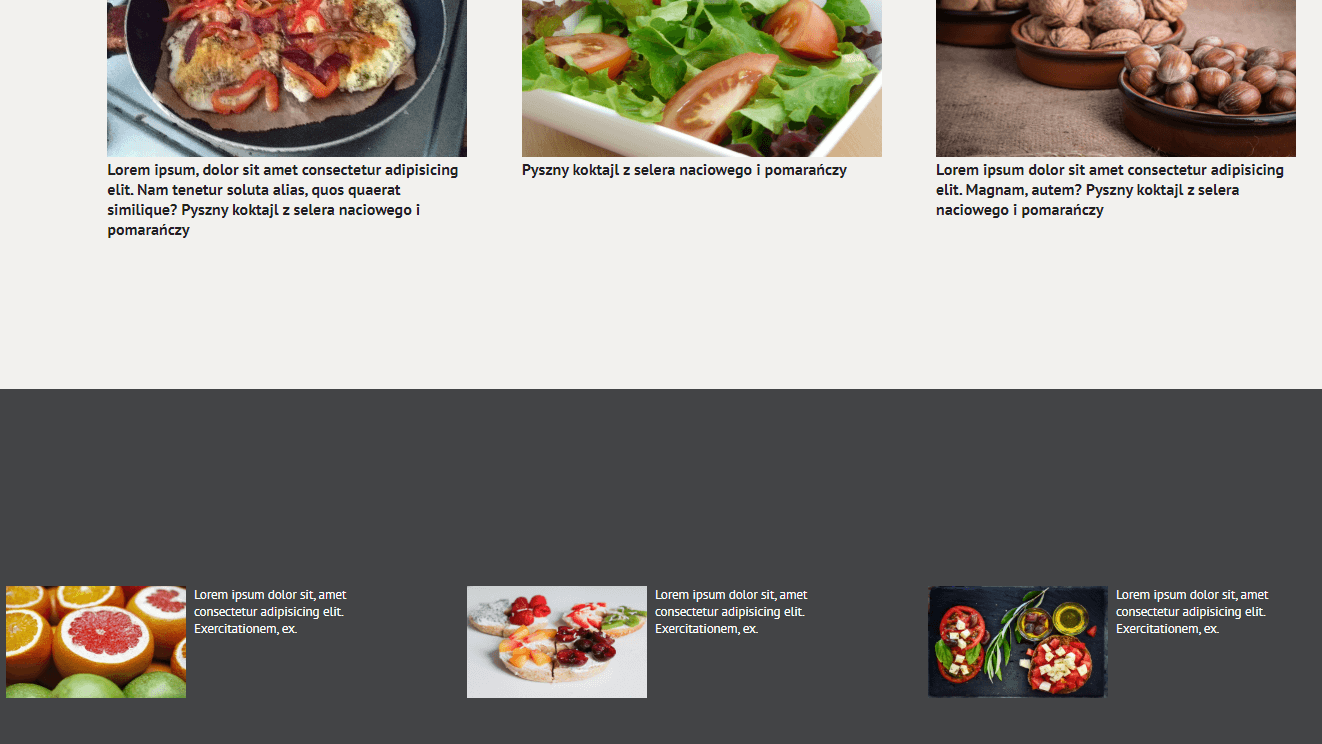 Lorem ipsum, dolor sit amet consectetur adipisicing
elit. Nam tenetur soluta alias, quos quaerat
similique? Pyszny koktajl z selera naciowego i
pomarańczy
Pyszny koktajl z selera naciowego i pomarańczy
Lorem ipsum dolor sit amet consectetur adipisicing
elit. Magnam, autem? Pyszny koktajl z selera
naciowego i pomarańczy
Lorem ipsum dolor sit, amet
consectetur adipisicing elit.
Exercitationem, ex.
Lorem ipsum dolor sit, amet
consectetur adipisicing elit.
Exercitationem, ex.
Lorem ipsum dolor sit, amet
consectetur adipisicing elit.
Exercitationem, ex.